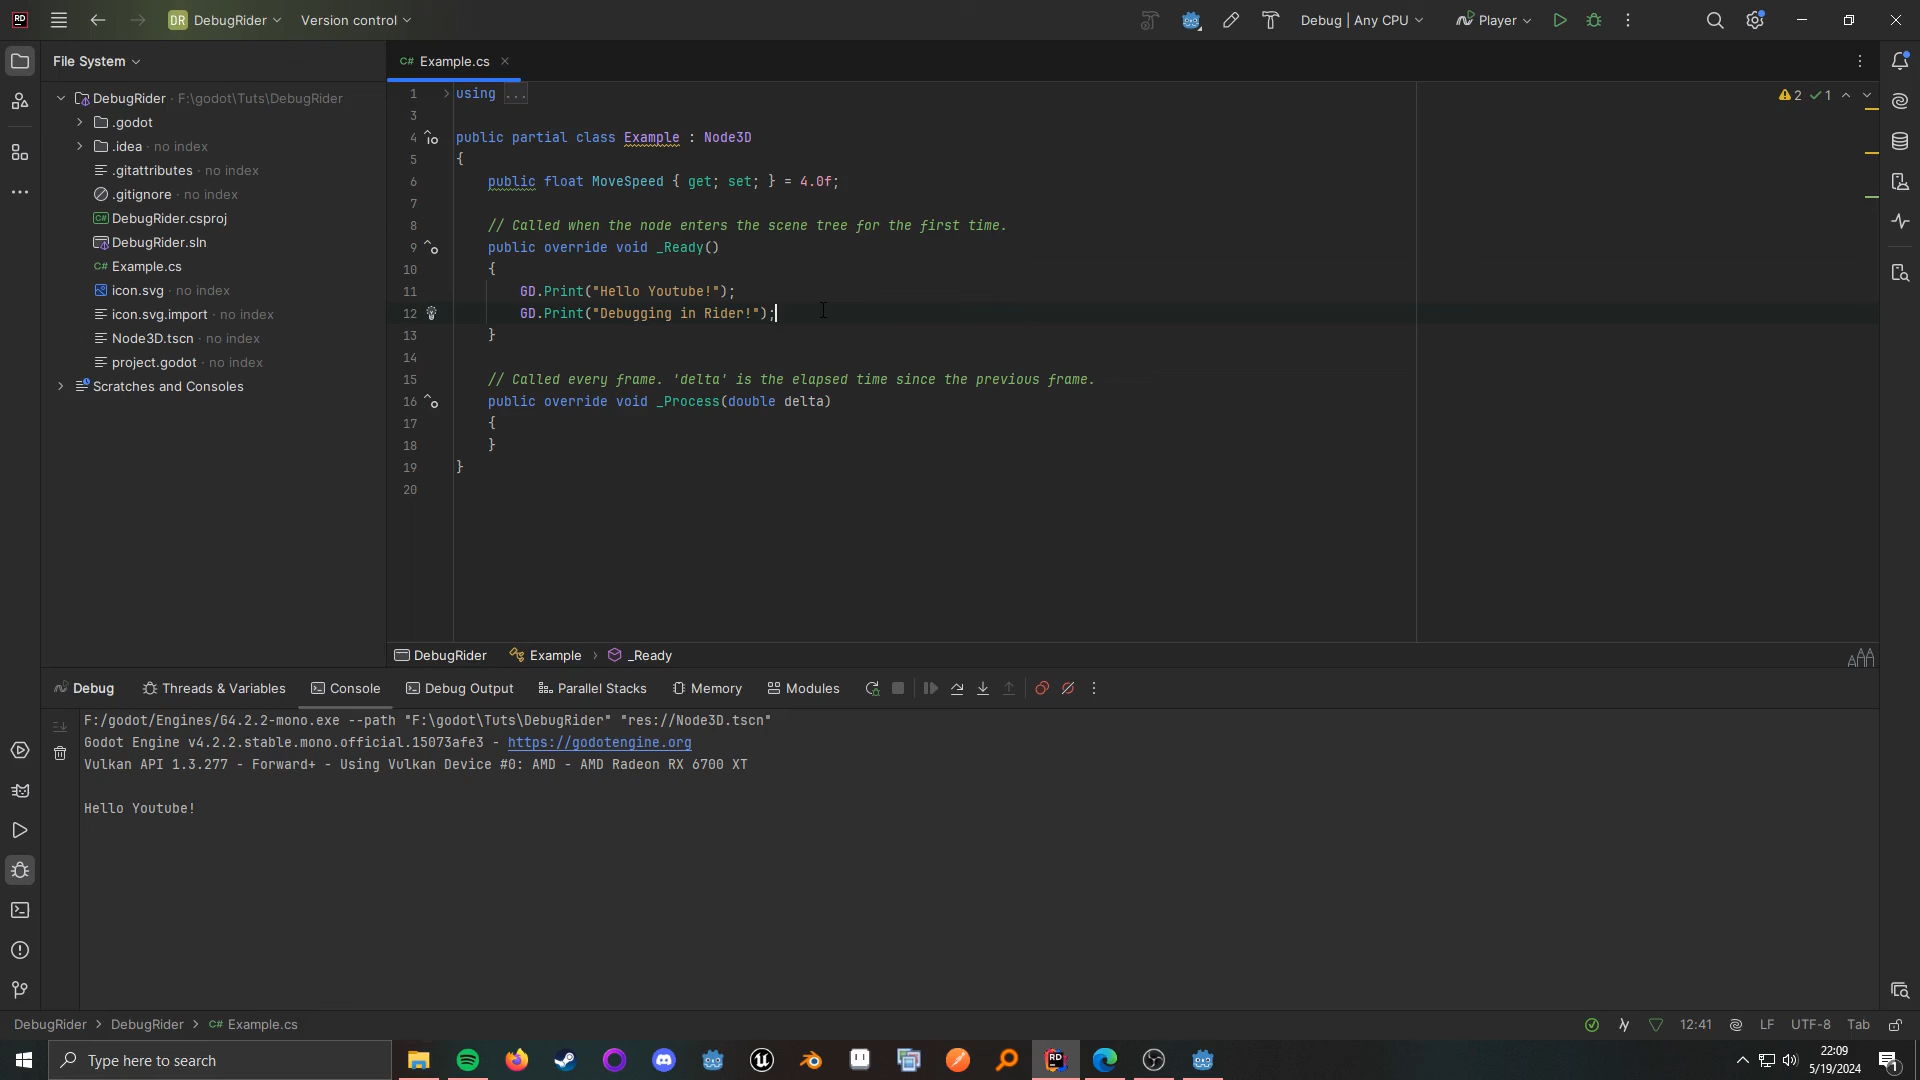 RD
DR DebugRider
Version control
Debug | Any CPU
Player
File System
C# Example.cs
DebugRider · F:\godot\Tuts\DebugRider
.godot
.idea · no index
.gitattributes · no index
.gitignore · no index
C# DebugRider.csproj
DebugRider.sln
C# Example.cs
icon.svg · no index
icon.svg.import · no index
Node3D.tscn · no index
project.godot · no index
Scratches and Consoles
2 1
1 using ...
3
4 public partial class Example : Node3D
5 {
6 public float MoveSpeed { get; set; } = 4.0f;
7
8 // Called when the node enters the scene tree for the first time.
9 public override void _Ready()
10 {
11 GD.Print("Hello Youtube!");
12 GD.Print("Debugging in Rider!");
13 }
14
15 // Called every frame. 'delta' is the elapsed time since the previous frame.
16 public override void _Process(double delta)
17 {
18 }
19 }
20
DebugRider Example › _Ready
Debug Threads & Variables Console Debug Output Parallel Stacks Memory Modules
F:/godot/Engines/G4.2.2-mono.exe --path "F:\godot\Tuts\DebugRider" "res://Node3D.tscn"
Godot Engine v4.2.2.stable.mono.official.15073afe3 - https://godotengine.org
Vulkan API 1.3.277 - Forward+ - Using Vulkan Device #0: AMD - AMD Radeon RX 6700 XT
Hello Youtube!
DebugRider › DebugRider › C# Example.cs
12:41 LF UTF-8 Tab
Type here to search
RD
22:09
5/19/2024
1